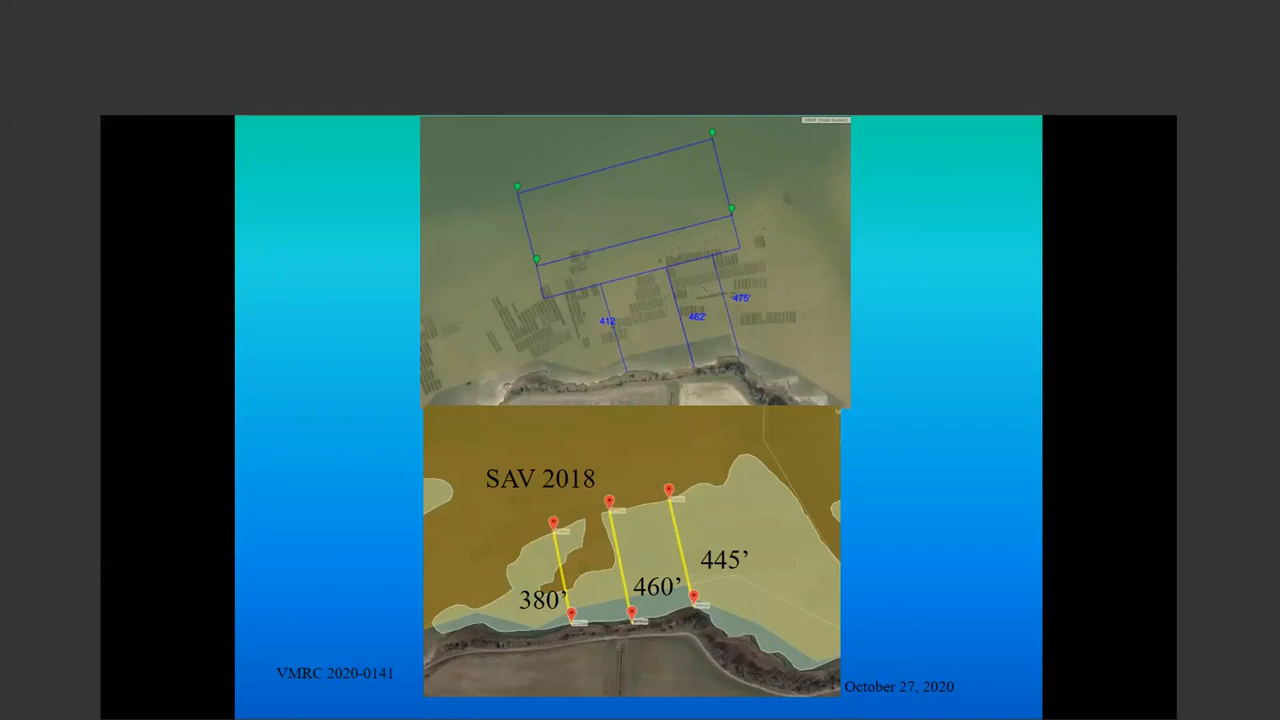 412
462'
475'
SAV 2018
380’
460’
445’
VMRC 2020-0141
October 27, 2020